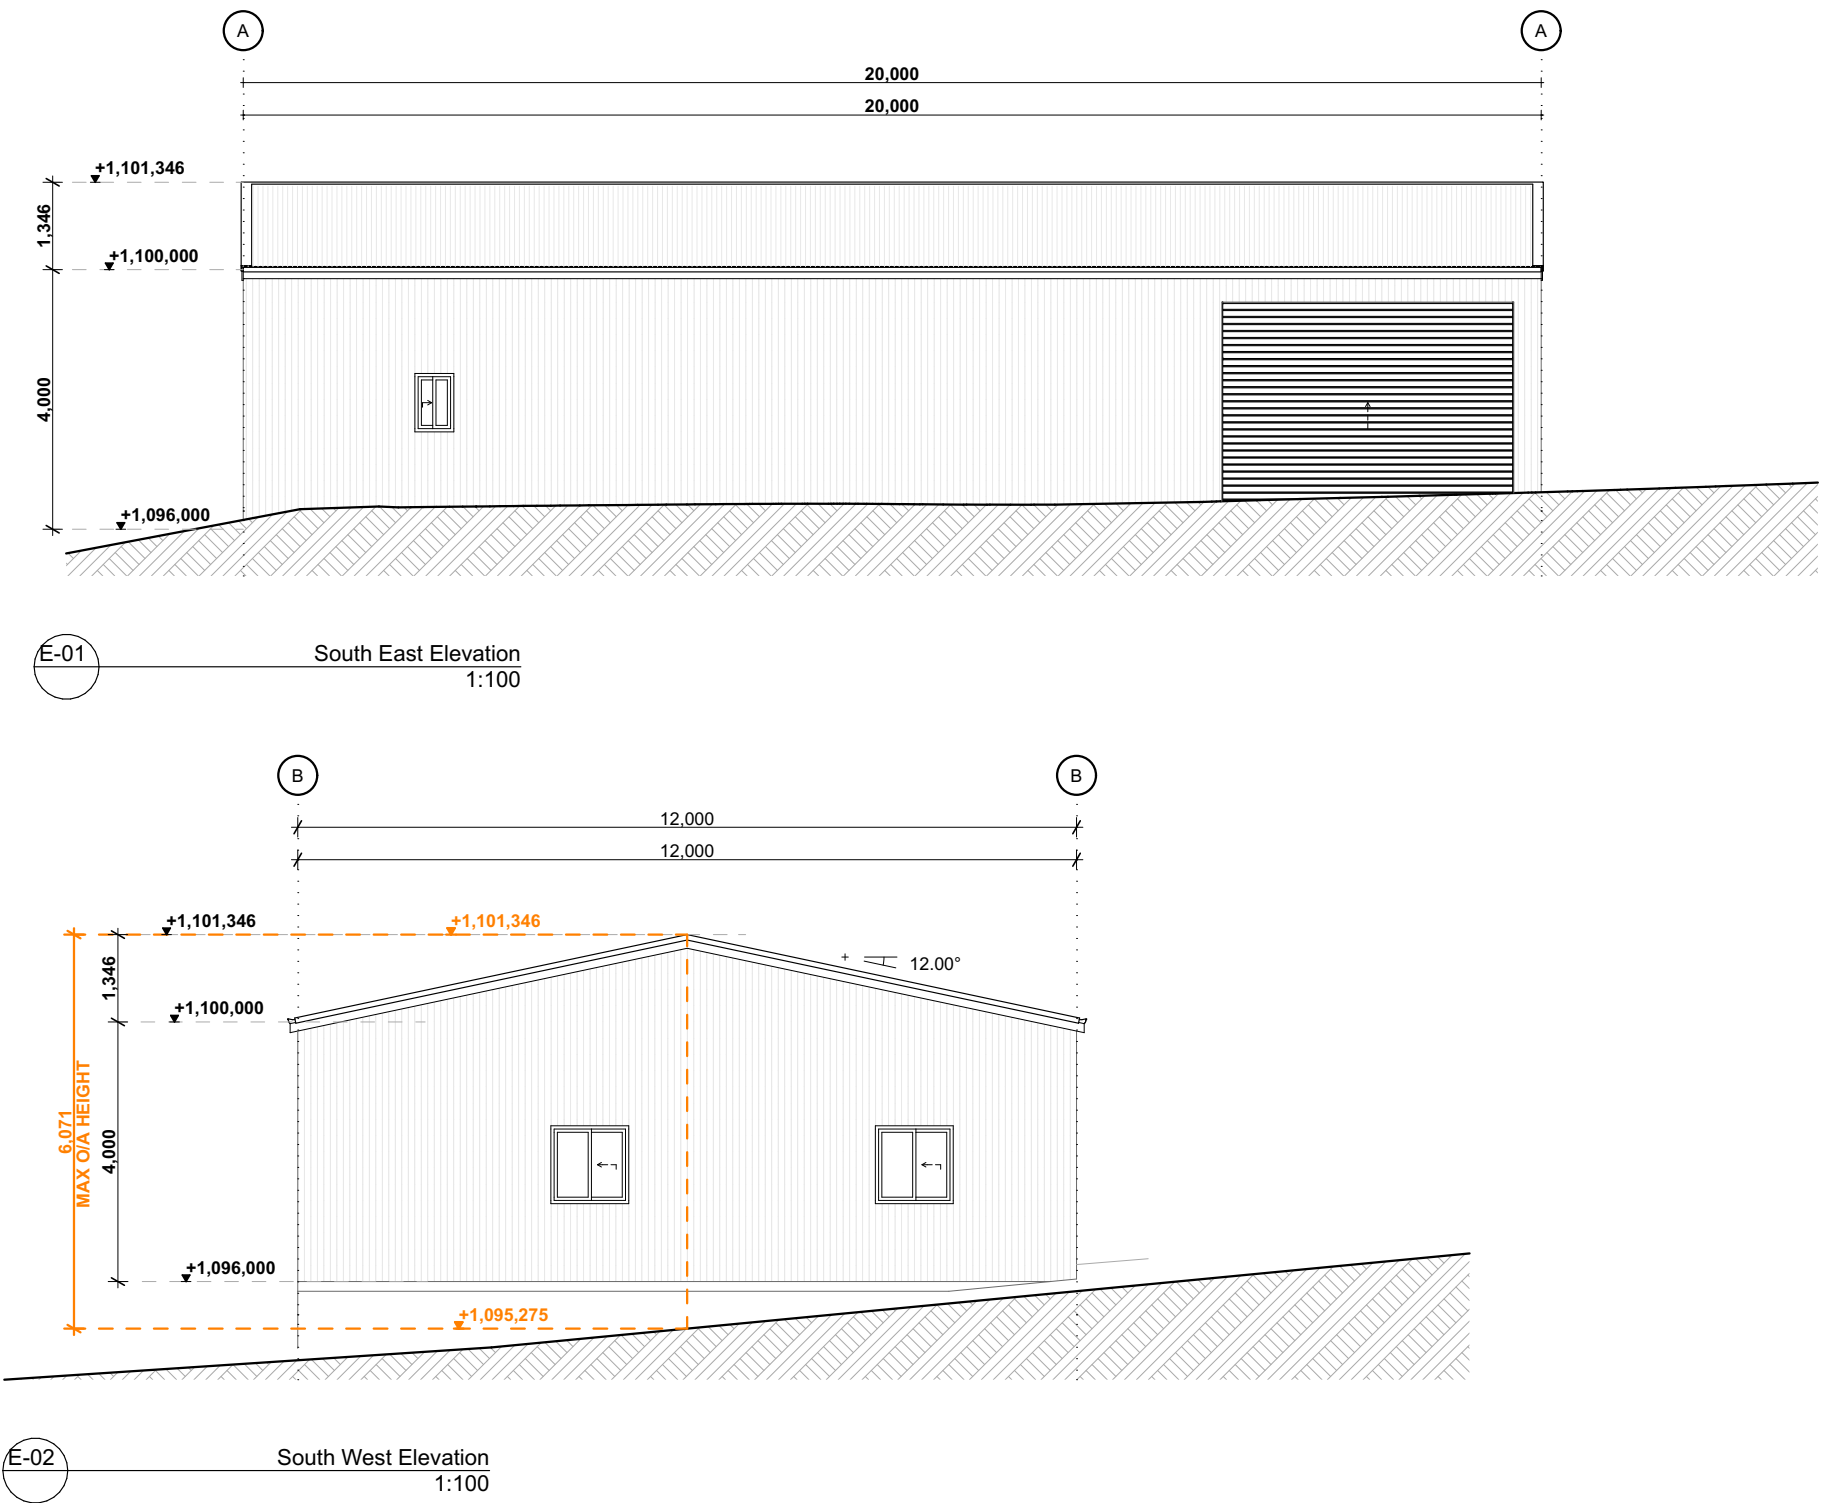 A
A
20,000
20,000
+1,101,346
1,346
+1,100,000
4,000
+1,096,000
E-01
South East Elevation
1:100
B
B
12,000
12,000
+1,101,346
+1,101,346
1,346
12.00°
+1,100,000
6,071
MAX O/A HEIGHT
4,000
+1,096,000
+1,095,275
E-02
South West Elevation
1:100